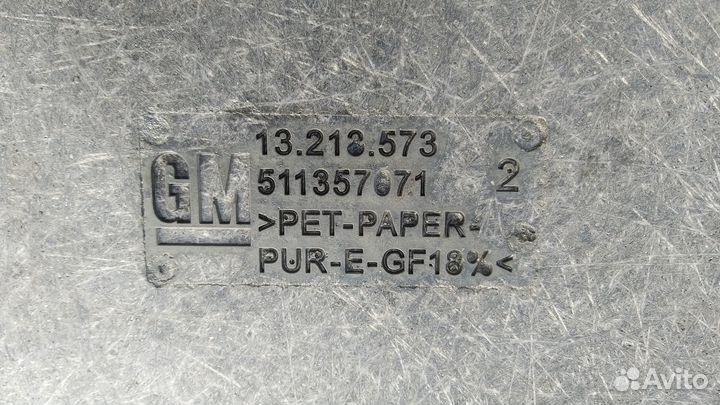 GM
13.213.573
511357071 2
>PET-PAPER-
PUR-E-GF18%<
Avito